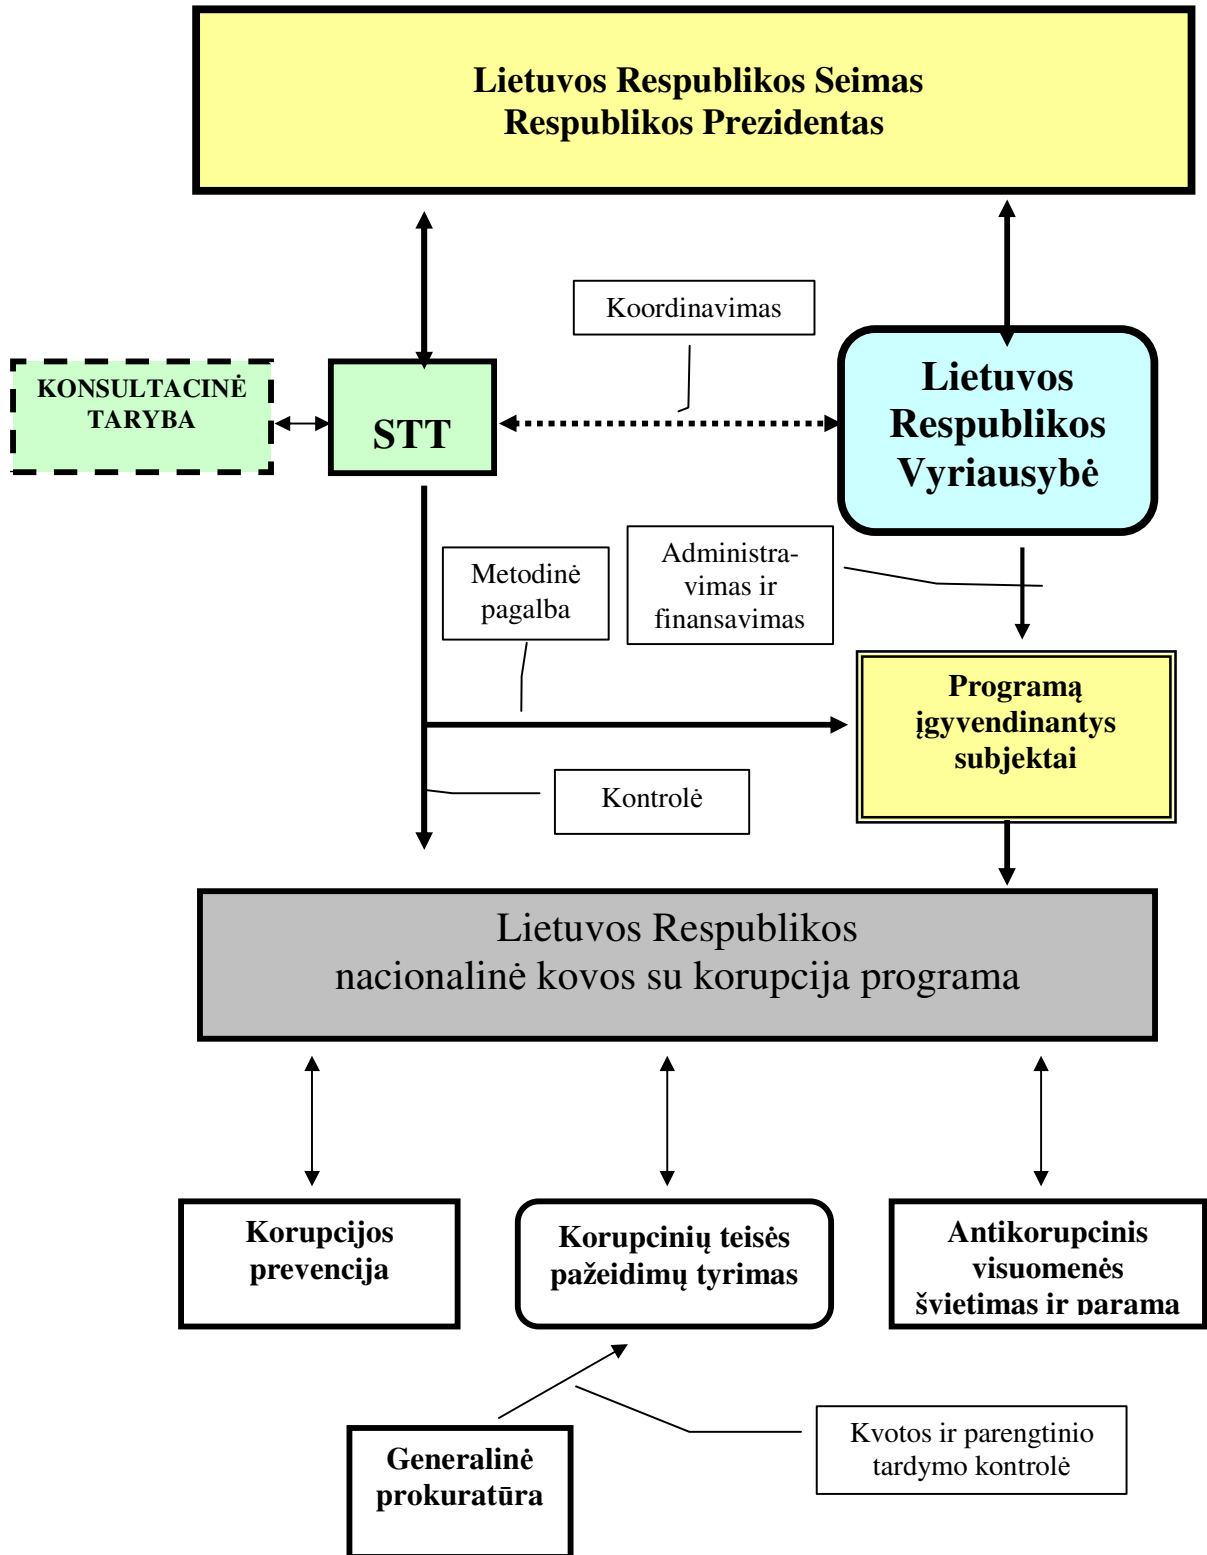 Lietuvos Respublikos Seimas
Respublikos Prezidentas
Koordinavimas
KONSULTACINĖ
TARYBA
STT
Lietuvos
Respublikos
Vyriausybė
Metodinė
pagalba
Administra-
vimas ir
finansavimas
Programą
įgyvendinantys
subjektai
Kontrolė
Lietuvos Respublikos
nacionalinė kovos su korupcija programa
Korupcijos
prevencija
Korupcinių teisės
pažeidimų tyrimas
Antikorupcinis
visuomenės
švietimas ir parama
Generalinė
prokuratūra
Kvotos ir parengtinio
tardymo kontrolė